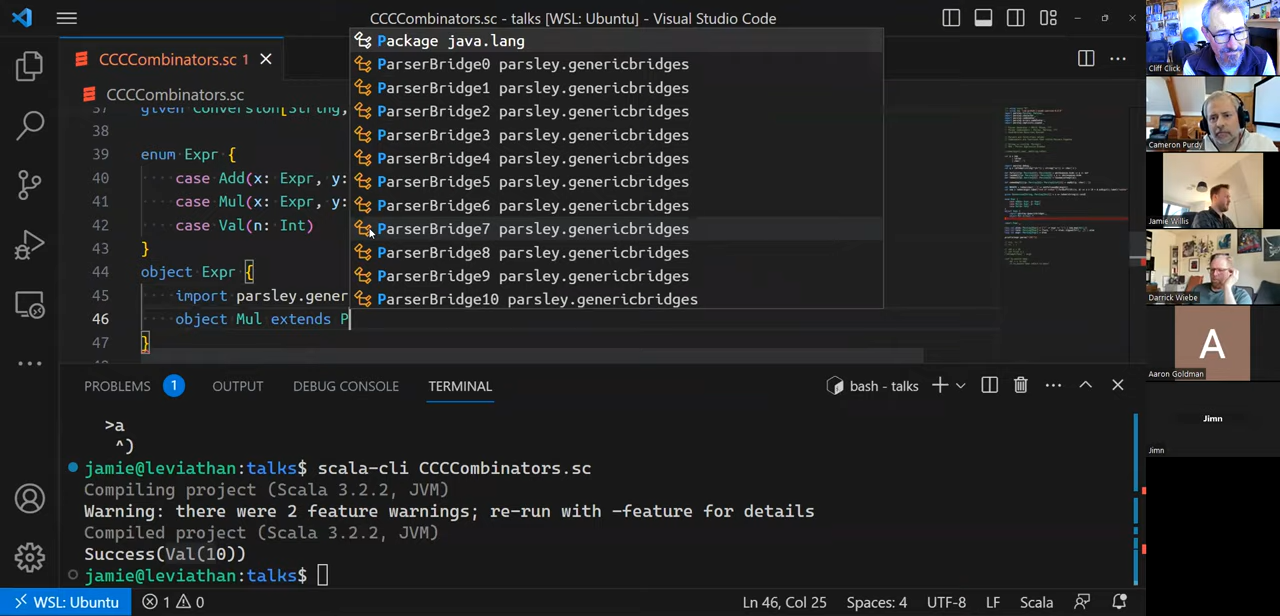 CCCCombinators.sc - talks [WSL: Ubuntu] - Visual Studio Code
CCCCombinators.sc 1
CCCCombinators.sc
37 given Conversion[String,
38
39 enum Expr {
40 case Add(x: Expr, y:
41 case Mul(x: Expr, y:
42 case Val(n: Int)
43 }
44 object Expr {
45 import parsley.gener
46 object Mul extends P
47 }
Package java.lang
ParserBridge0 parsley.genericbridges
ParserBridge1 parsley.genericbridges
ParserBridge2 parsley.genericbridges
ParserBridge3 parsley.genericbridges
ParserBridge4 parsley.genericbridges
ParserBridge5 parsley.genericbridges
ParserBridge6 parsley.genericbridges
ParserBridge7 parsley.genericbridges
ParserBridge8 parsley.genericbridges
ParserBridge9 parsley.genericbridges
ParserBridge10 parsley.genericbridges
PROBLEMS 1 OUTPUT DEBUG CONSOLE TERMINAL bash - talks
>a
^)
jamie@leviathan:talks$ scala-cli CCCCombinators.sc
Compiling project (Scala 3.2.2, JVM)
Warning: there were 2 feature warnings; re-run with -feature for details
Compiled project (Scala 3.2.2, JVM)
Success(Val(10))
jamie@leviathan:talks$
WSL: Ubuntu 1 0 Ln 46, Col 25 Spaces: 4 UTF-8 LF Scala
Cliff Click
Cameron Purdy
Jamie Willis
Darrick Wiebe
A
Aaron Goldman
Jimn
Jimn